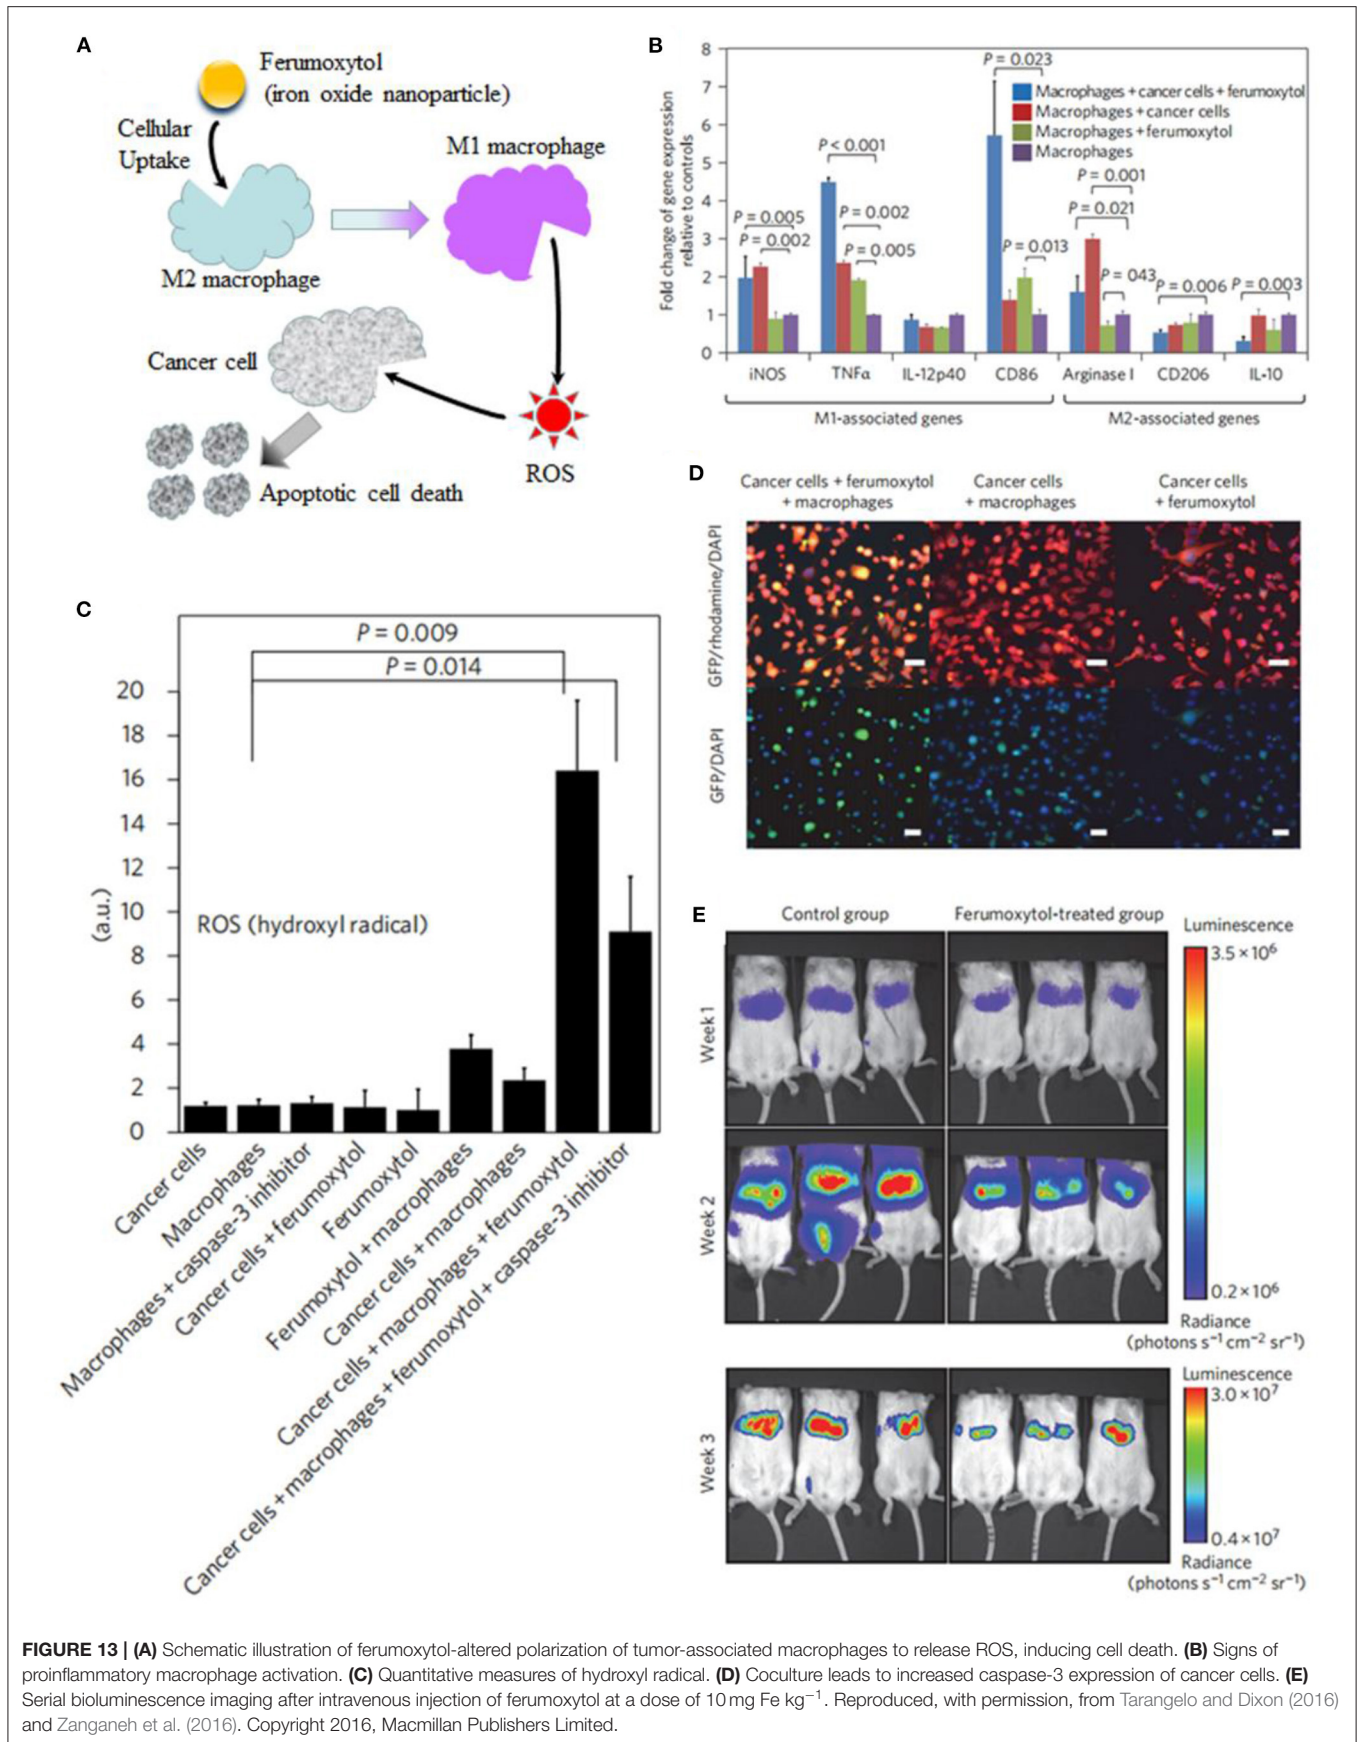 A
Ferumoxytol
(iron oxide nanoparticle)
Cellular
Uptake
M1 macrophage
M2 macrophage
Cancer cell
ROS
Apoptotic cell death
B
8
7
6
5
4
3
2
1
0
Fold change of gene expression
relative to controls
P = 0.023
Macrophages + cancer cells + ferumoxytol
Macrophages + cancer cells
Macrophages + ferumoxytol
Macrophages
P < 0.001
P = 0.001
P = 0.005
P = 0.002
P = 0.021
P = 0.002
P = 0.005
P = 0.013
P = 043
P = 0.006
P = 0.003
iNOS
TNFα
IL-12p40
CD86
Arginase I
CD206
IL-10
M1-associated genes
M2-associated genes
C
P = 0.009
P = 0.014
20
18
16
14
12
10
8
6
4
2
0
(a.u.)
ROS (hydroxyl radical)
Cancer cells
Macrophages
Macrophages + caspase-3 inhibitor
Cancer cells + ferumoxytol
Ferumoxytol
Ferumoxytol + macrophages
Cancer cells + macrophages
Cancer cells + macrophages + ferumoxytol
Cancer cells + macrophages + ferumoxytol + caspase-3 inhibitor
D
Cancer cells + ferumoxytol
+ macrophages
Cancer cells
+ macrophages
Cancer cells
+ ferumoxytol
GFP/rhodamine/DAPI
GFP/DAPI
E
Control group
Ferumoxytol-treated group
Week 1
Week 2
Week 3
Luminescence
3.5 × 10⁶
0.2 × 10⁶
Radiance
(photons s⁻¹ cm⁻² sr⁻¹)
Luminescence
3.0 × 10⁷
0.4 × 10⁷
Radiance
(photons s⁻¹ cm⁻² sr⁻¹)
FIGURE 13 | (A) Schematic illustration of ferumoxytol-altered polarization of tumor-associated macrophages to release ROS, inducing cell death. (B) Signs of
proinflammatory macrophage activation. (C) Quantitative measures of hydroxyl radical. (D) Coculture leads to increased caspase-3 expression of cancer cells. (E)
Serial bioluminescence imaging after intravenous injection of ferumoxytol at a dose of 10 mg Fe kg⁻¹. Reproduced, with permission, from Tarangelo and Dixon (2016)
and Zanganeh et al. (2016). Copyright 2016, Macmillan Publishers Limited.